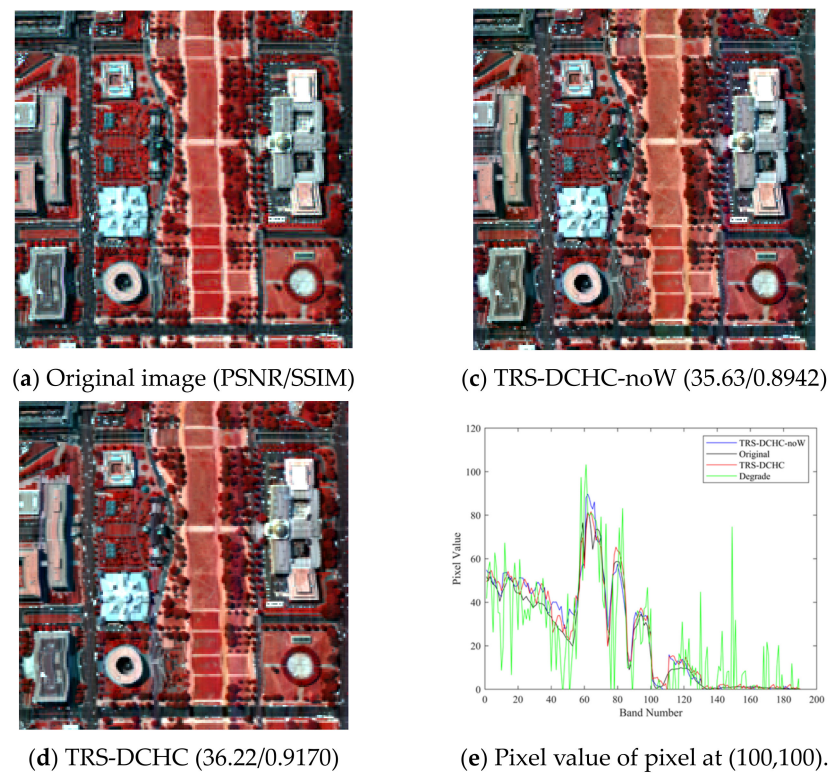 (a) Original image (PSNR/SSIM)
(c) TRS-DCHC-noW (35.63/0.8942)
120
100
80
60
40
20
0
Pixel Value
TRS-DCHC-noW
Original
TRS-DCHC
Degrade
0 20 40 60 80 100 120 140 160 180 200
Band Number
(d) TRS-DCHC (36.22/0.9170)
(e) Pixel value of pixel at (100,100).